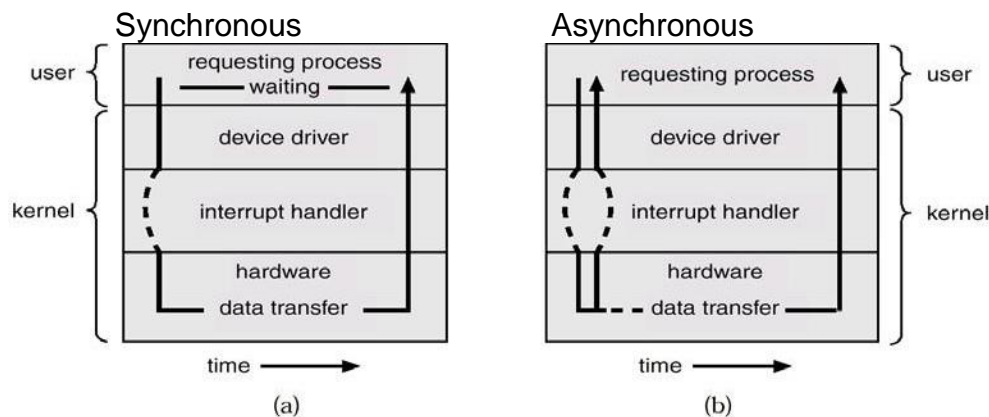 Synchronous
user
requesting process
waiting
device driver
kernel
interrupt handler
hardware
data transfer
time
(a)
Asynchronous
requesting process
user
device driver
interrupt handler
kernel
hardware
data transfer
time
(b)